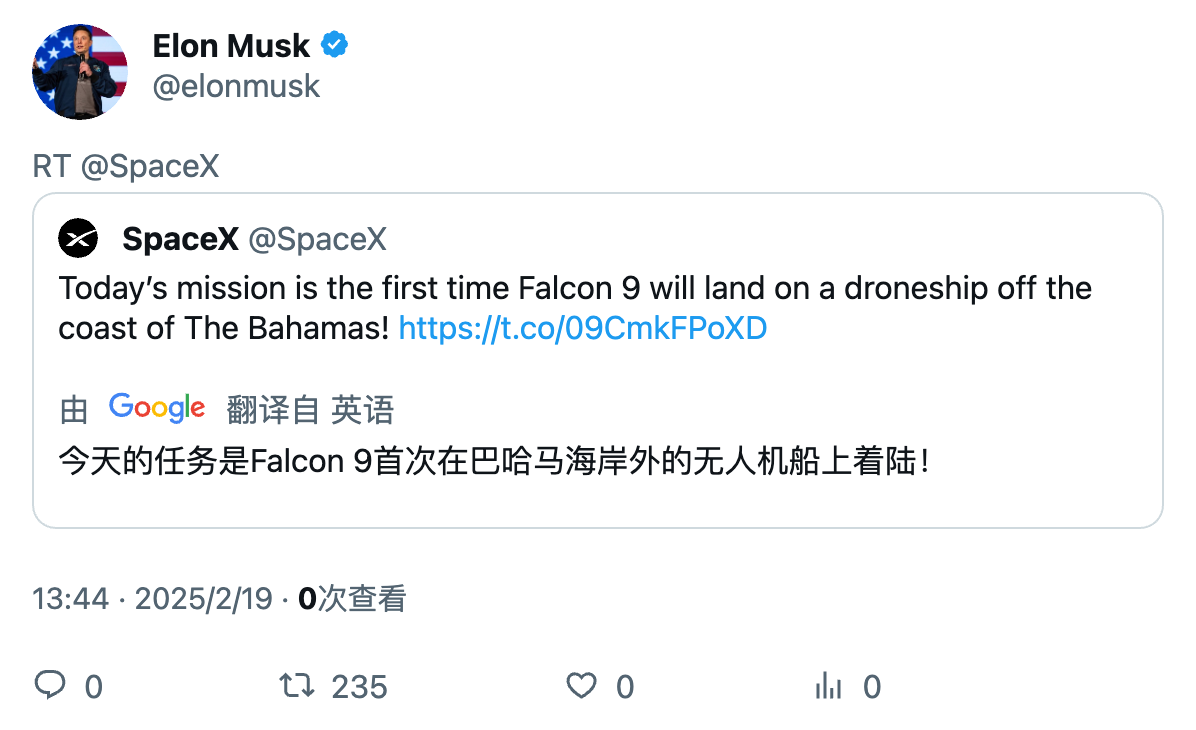 Elon Musk
@elonmusk
RT @SpaceX
SpaceX @SpaceX
Today’s mission is the first time Falcon 9 will land on a droneship off the
coast of The Bahamas! https://t.co/09CmkFPoXD
由 Google 翻译自 英语
今天的任务是Falcon 9首次在巴哈马海岸外的无人机船上着陆！
13:44 · 2025/2/19 · 0次查看
0 235 0 0